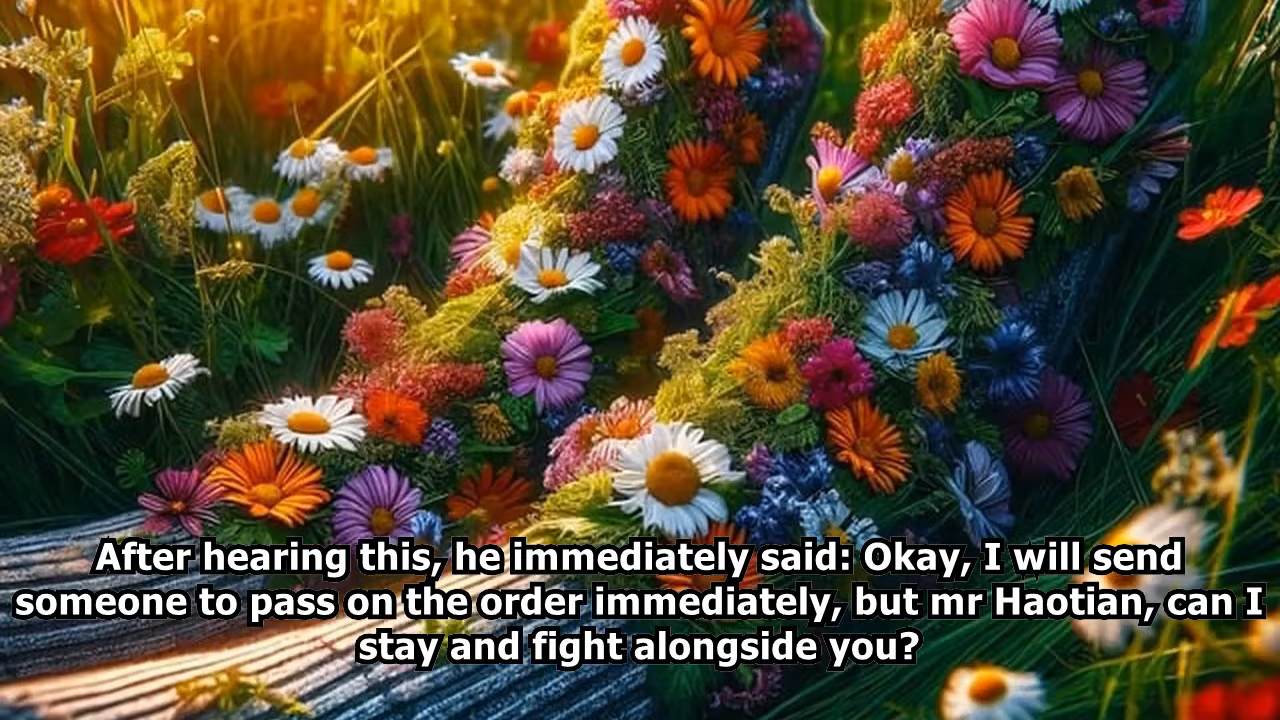 After hearing this, he immediately said: Okay, I will send
someone to pass on the order immediately, but mr Haotian, can I
stay and fight alongside you?